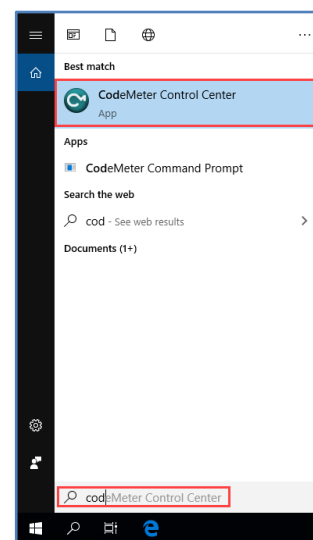 Best match
CodeMeter Control Center
App
Apps
CodeMeter Command Prompt
Search the web
cod - See web results
Documents (1+)
codeMeter Control Center